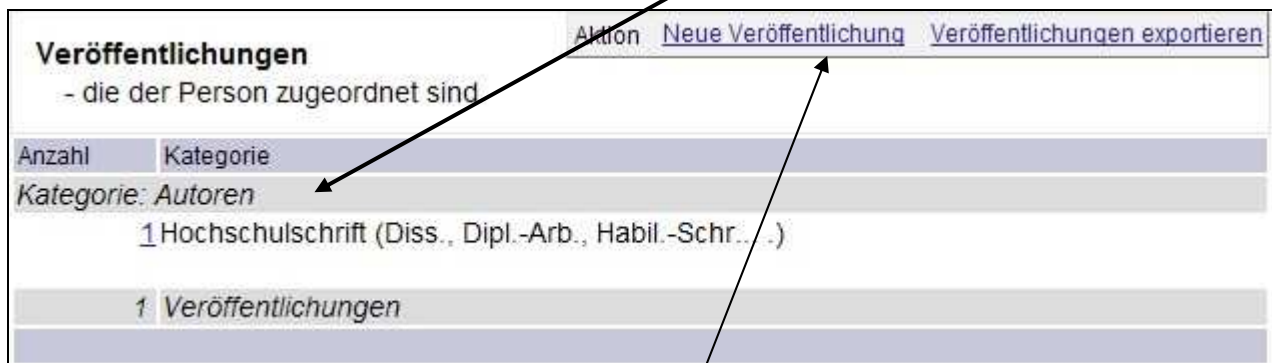 Aktion Neue Veröffentlichung Veröffentlichungen exportieren
Veröffentlichungen
- die der Person zugeordnet sind
Anzahl Kategorie
Kategorie: Autoren
1 Hochschulschrift (Diss., Dipl.-Arb., Habil.-Schr., ...)
1 Veröffentlichungen